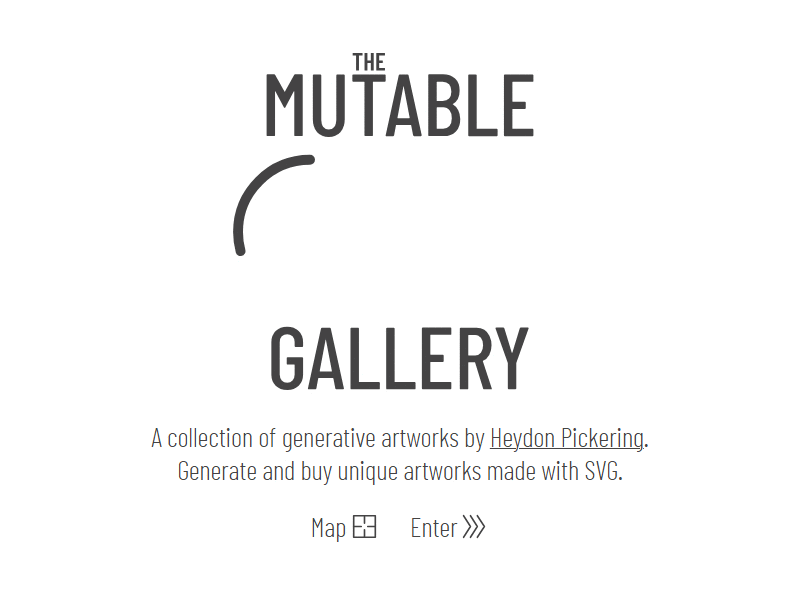 THE
MUTABLE
GALLERY
A collection of generative artworks by Heydon Pickering.
Generate and buy unique artworks made with SVG.
Map Enter